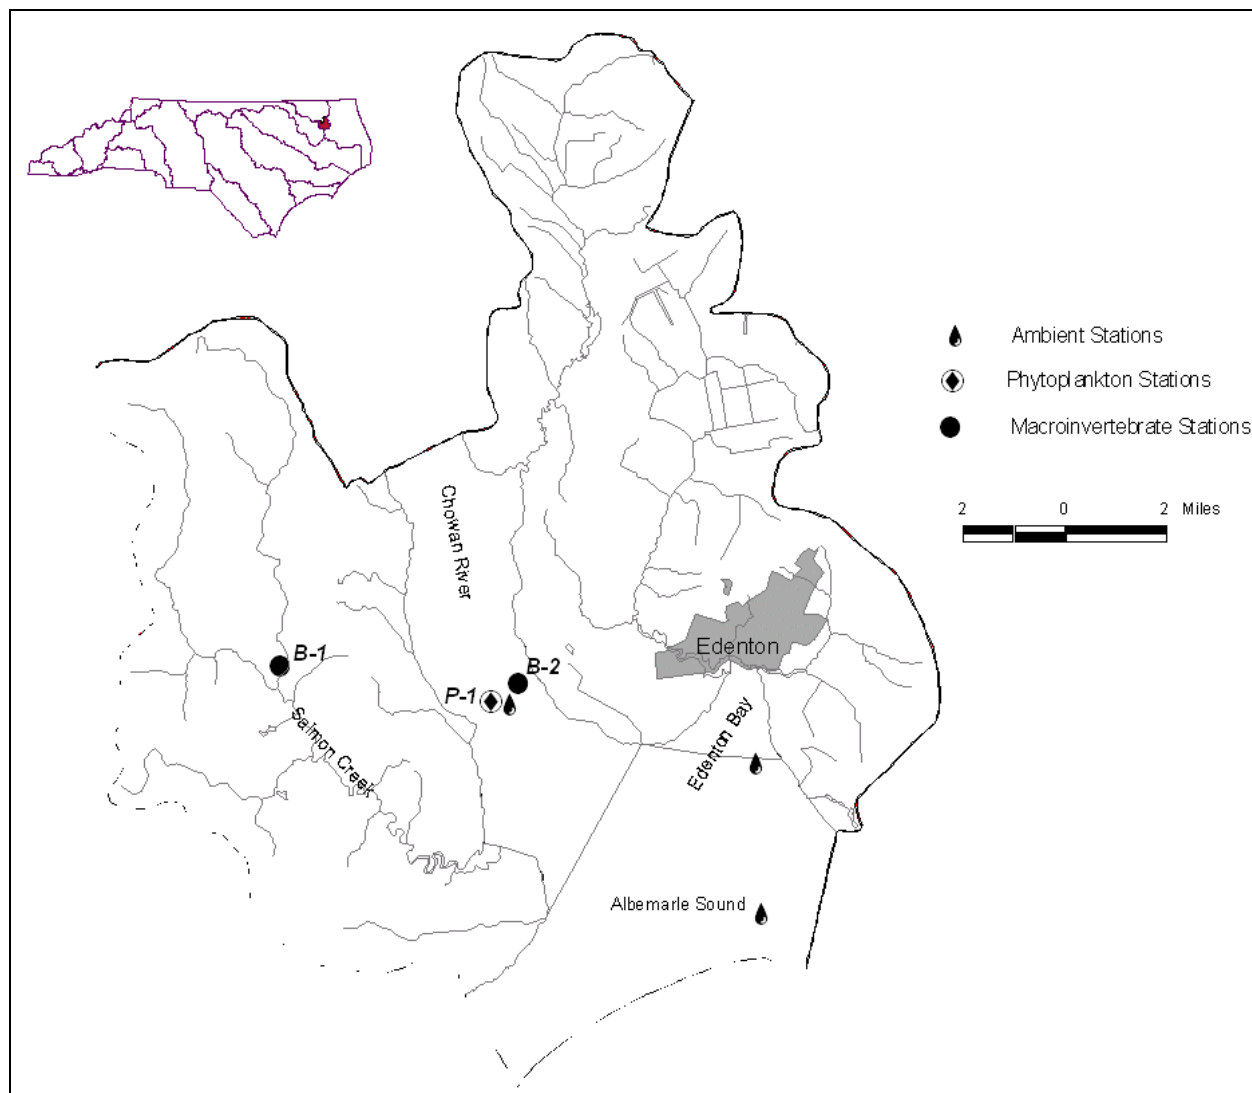 Ambient Stations
Phytoplankton Stations
Macroinvertebrate Stations
2 0 2 Miles
Chowan River
B-1
B-2
P-1
Edenton
Salmon Creek
Edenton Bay
Albemarle Sound